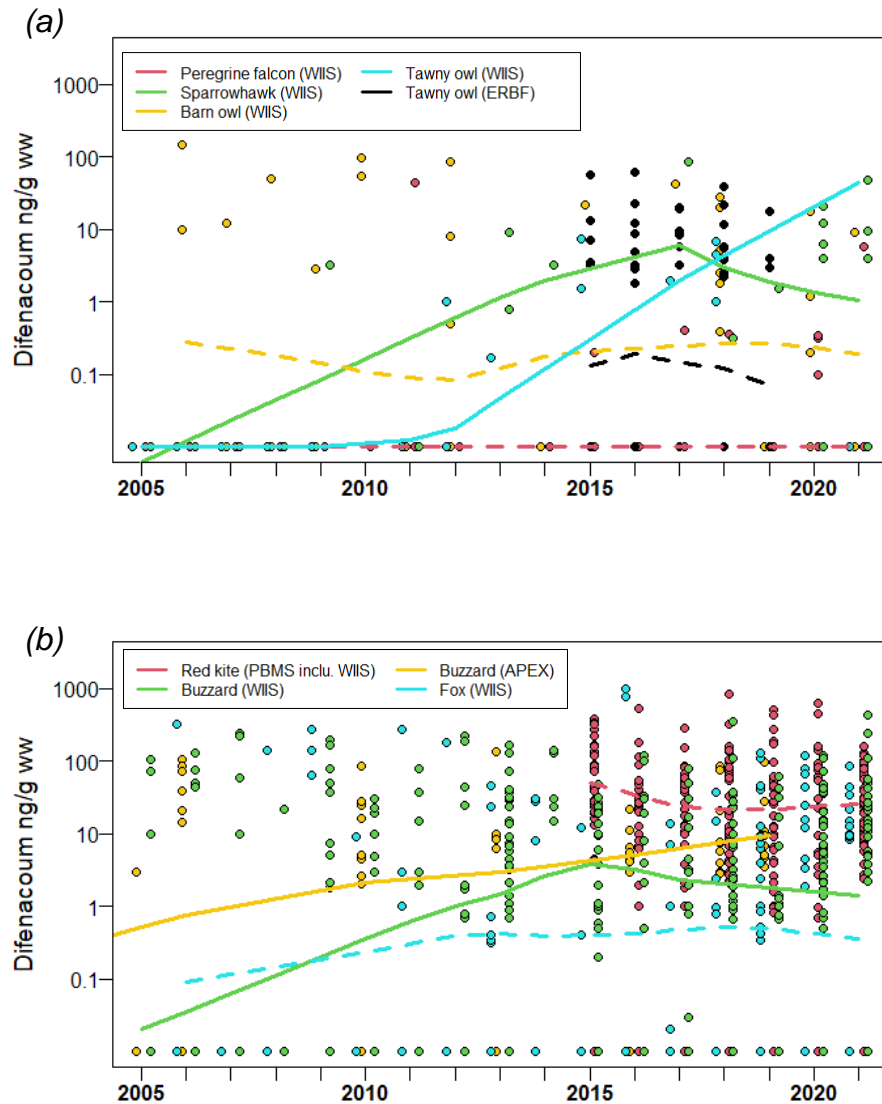 (a)
Peregrine falcon (WIIS)
Sparrowhawk (WIIS)
Barn owl (WIIS)
Tawny owl (WIIS)
Tawny owl (ERBF)
Difenacoum ng/g ww
1000
100
10
1
0.1
2005 2010 2015 2020
(b)
Red kite (PBMS inclu. WIIS)
Buzzard (WIIS)
Buzzard (APEX)
Fox (WIIS)
Difenacoum ng/g ww
1000
100
10
1
0.1
2005 2010 2015 2020